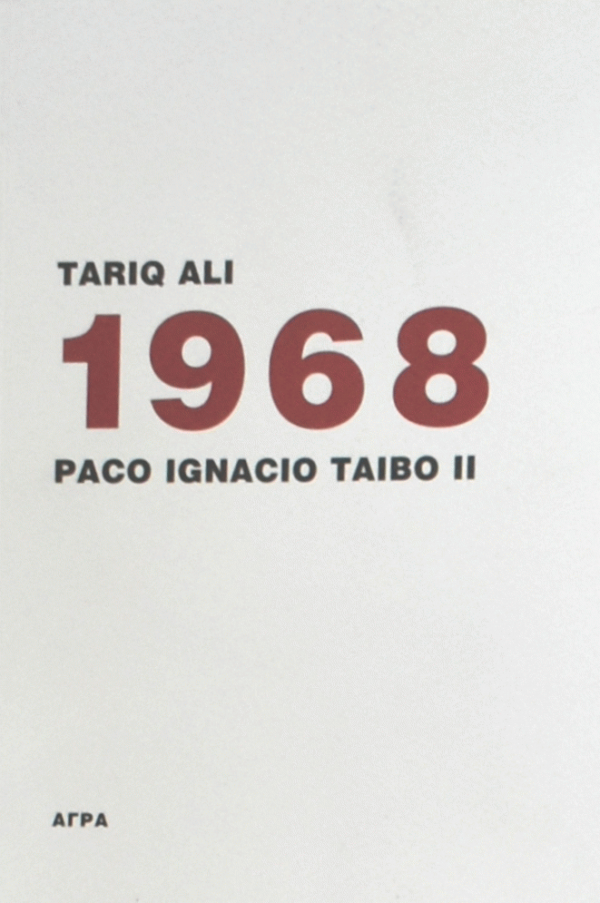 TARIQ ALI
1968
PACO IGNACIO TAIBO II
ΑΓΡΑ